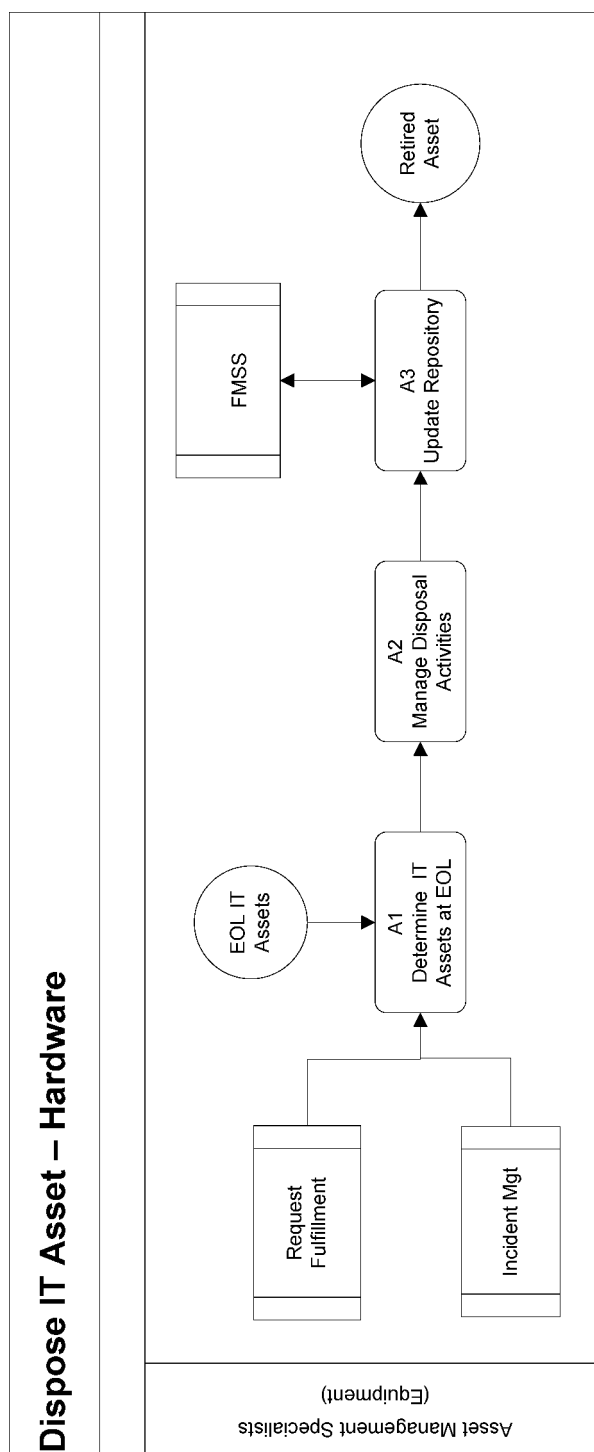 Dispose IT Asset – Hardware
Asset Management Specialists
(Equipment)
Request
Fulfillment
Incident Mgt
EOL IT
Assets
A1
Determine IT
Assets at EOL
A2
Manage Disposal
Activities
FMSS
A3
Update Repository
Retired
Asset